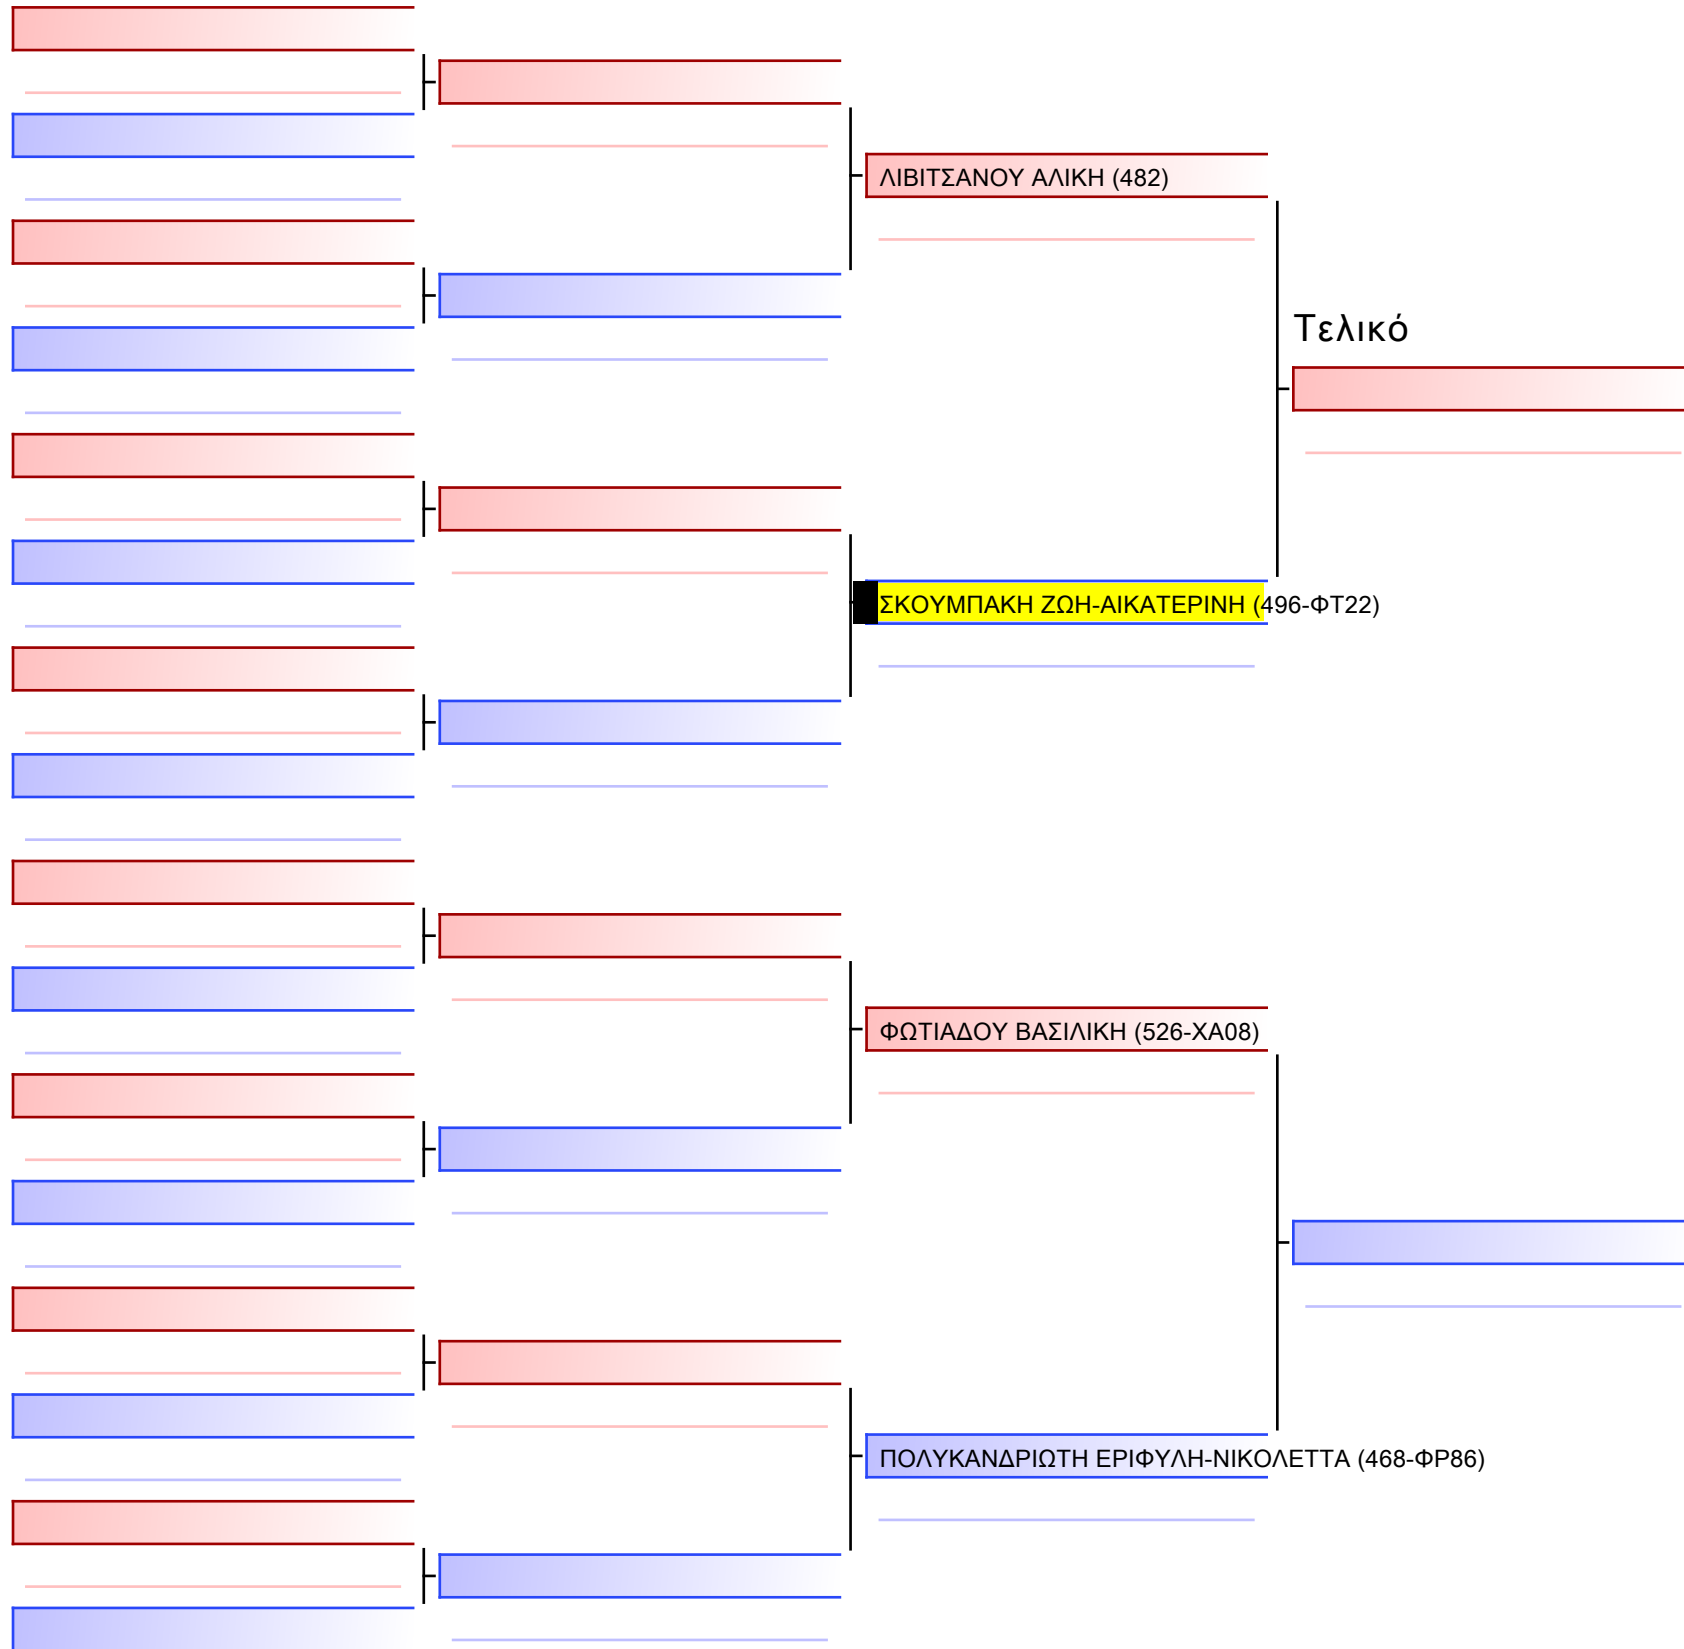 ΛΙΒΙΤΣΑΝΟΥ ΑΛΙΚΗ (482)
Τελικό
ΣΚΟΥΜΠΑΚΗ ΖΩΗ-ΑΙΚΑΤΕΡΙΝΗ (496-ΦΤ22)
ΦΩΤΙΑΔΟΥ ΒΑΣΙΛΙΚΗ (526-ΧΑ08)
ΠΟΛΥΚΑΝΔΡΙΩΤΗ ΕΡΙΦΥΛΗ-ΝΙΚΟΛΕΤΤΑ (468-ΦΡ86)